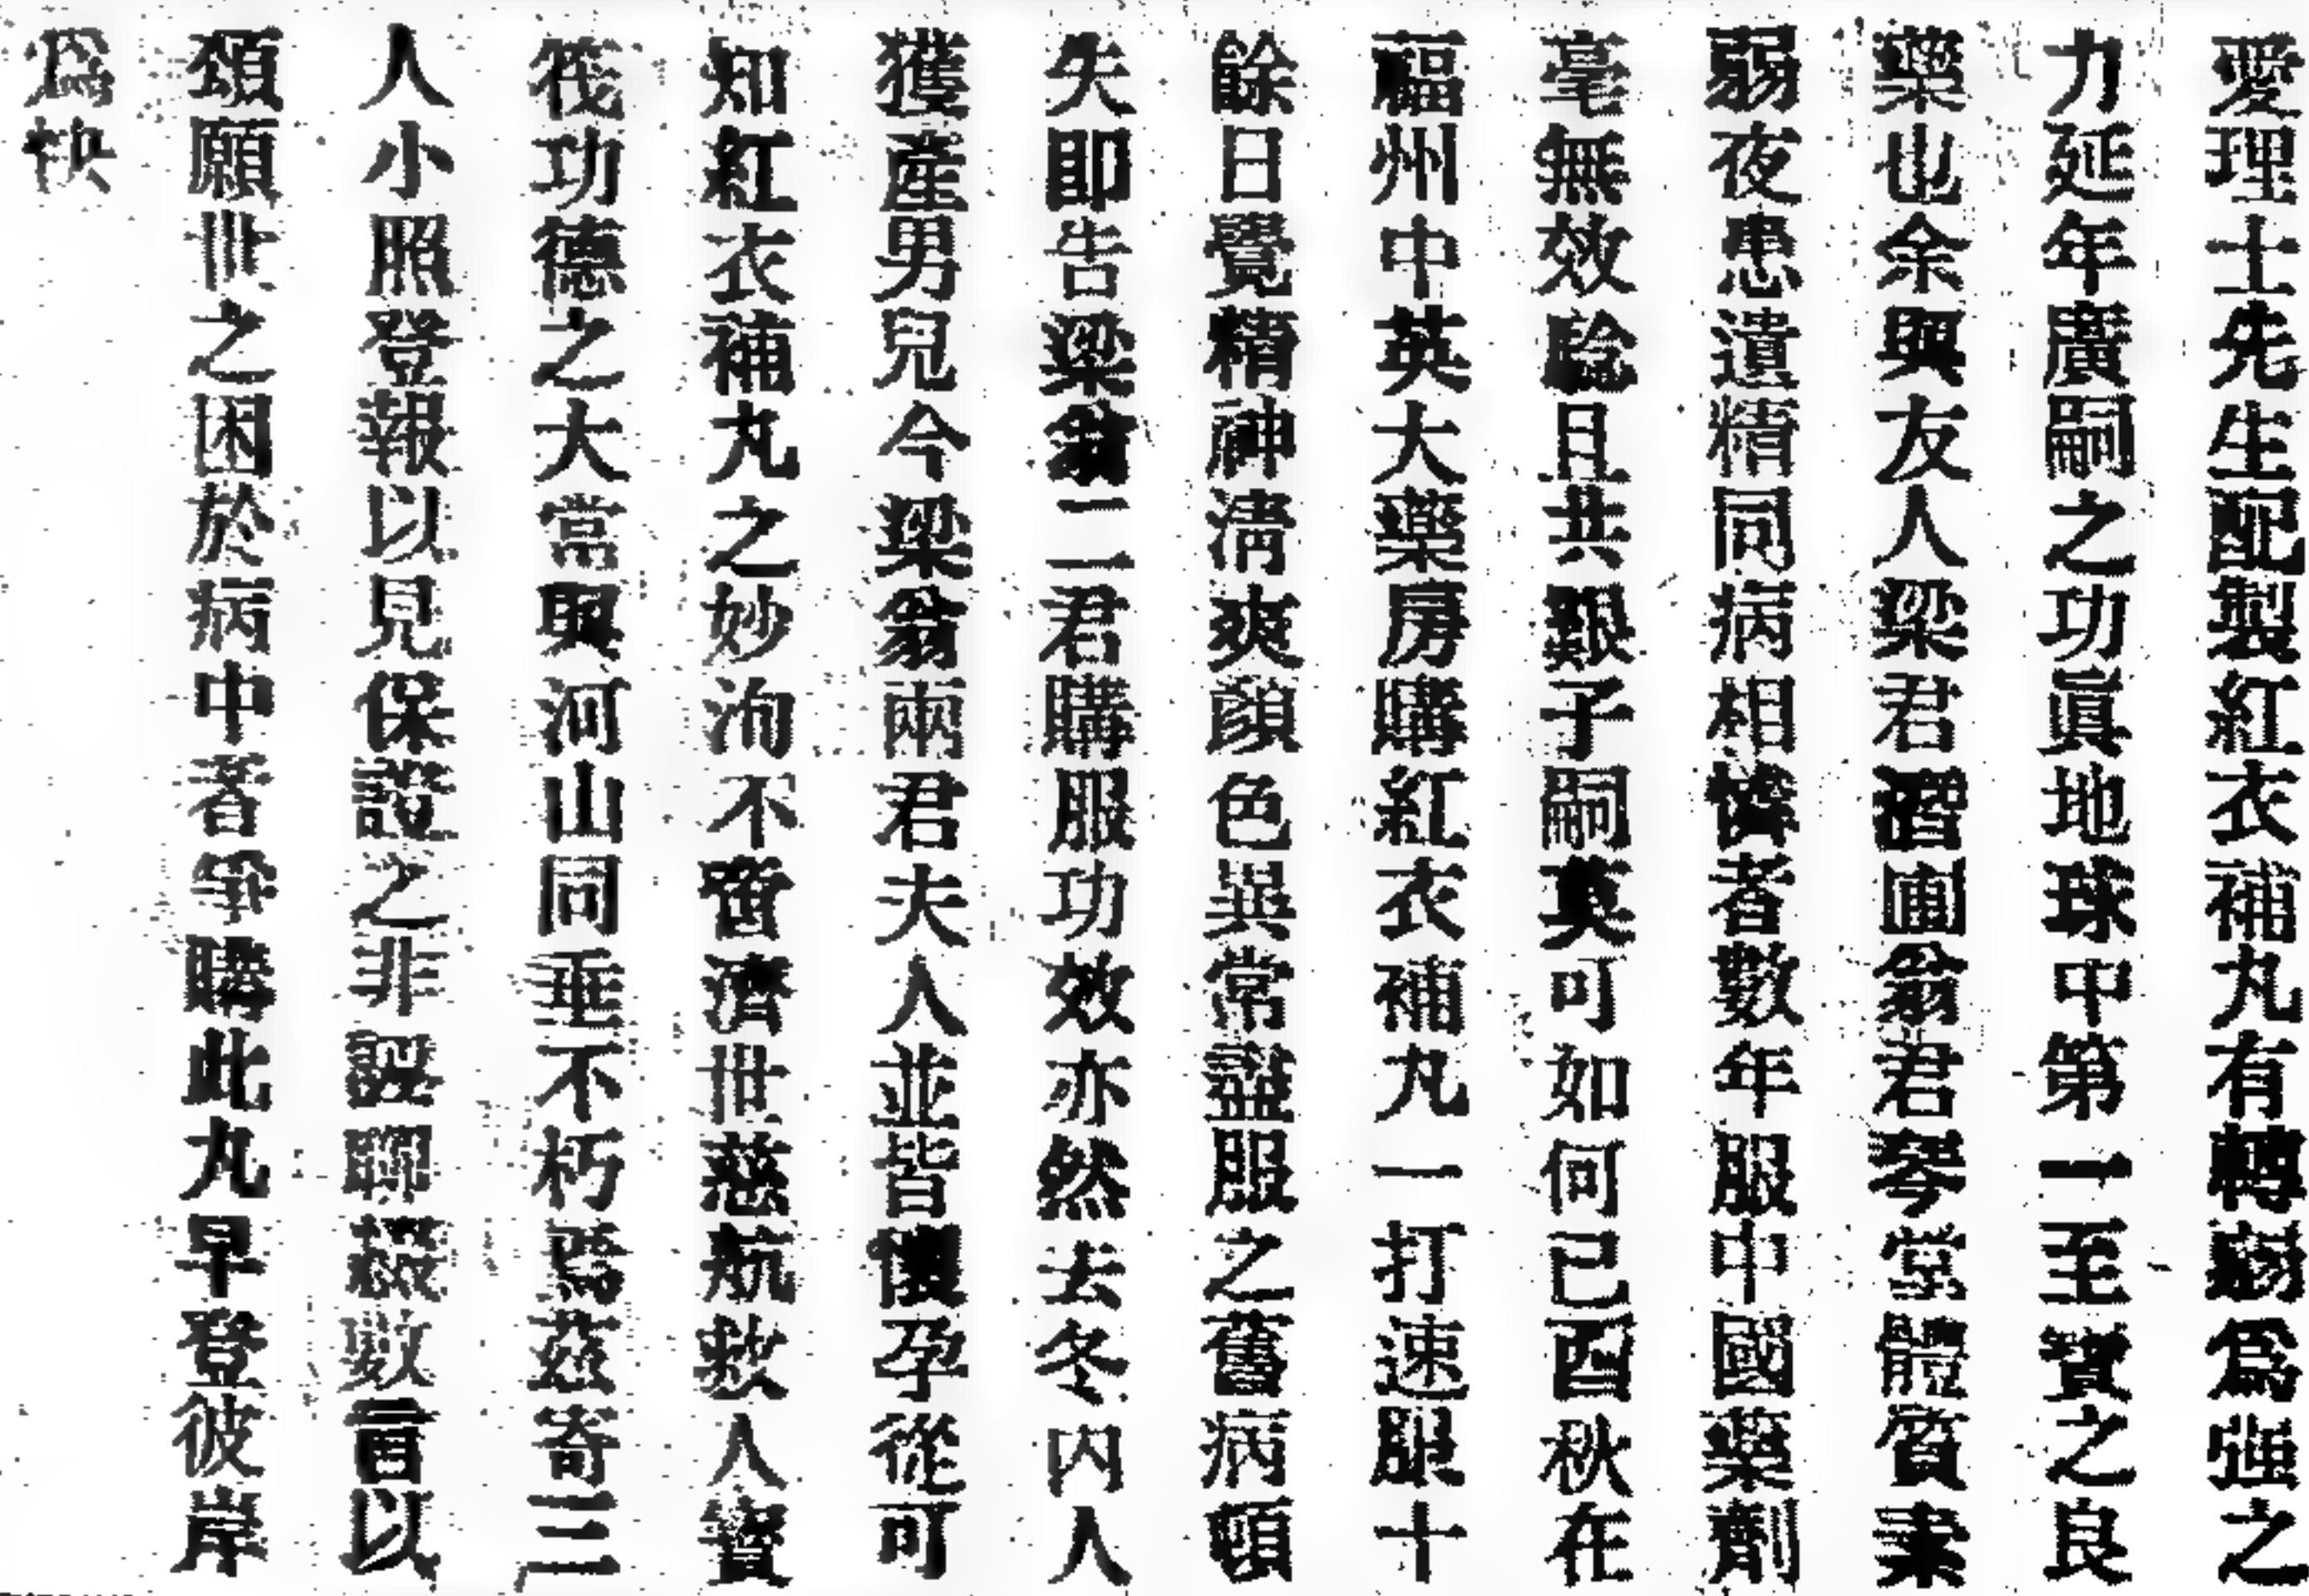 愛理士先生配製紅衣補丸有轉弱爲强之
力延年廣嗣之功眞地球中第一至寶之良
藥也余與友人梁君習圃翁君琴堂體質素
弱夜患遺精同病相憐者數年服中國藥劑
毫無效驗且共艱子嗣莫可如何己酉秋在
福州中英大藥房購紅衣補丸一打速服十
餘日覺精神淸爽顔色異常盡服之舊病頓
失卽告梁翁二君購服功效亦然去冬內人
獲產男兒今梁翁兩君夫人並皆懷孕從可
知紅衣補丸之妙洵不啻濟世慈航救人寳
筏功德之大當與河山同垂不朽焉茲寄三
人小照登報以見保證之非謬聊綴數言以
頌願世之困於病中者爭購此丸早登彼岸
爲快